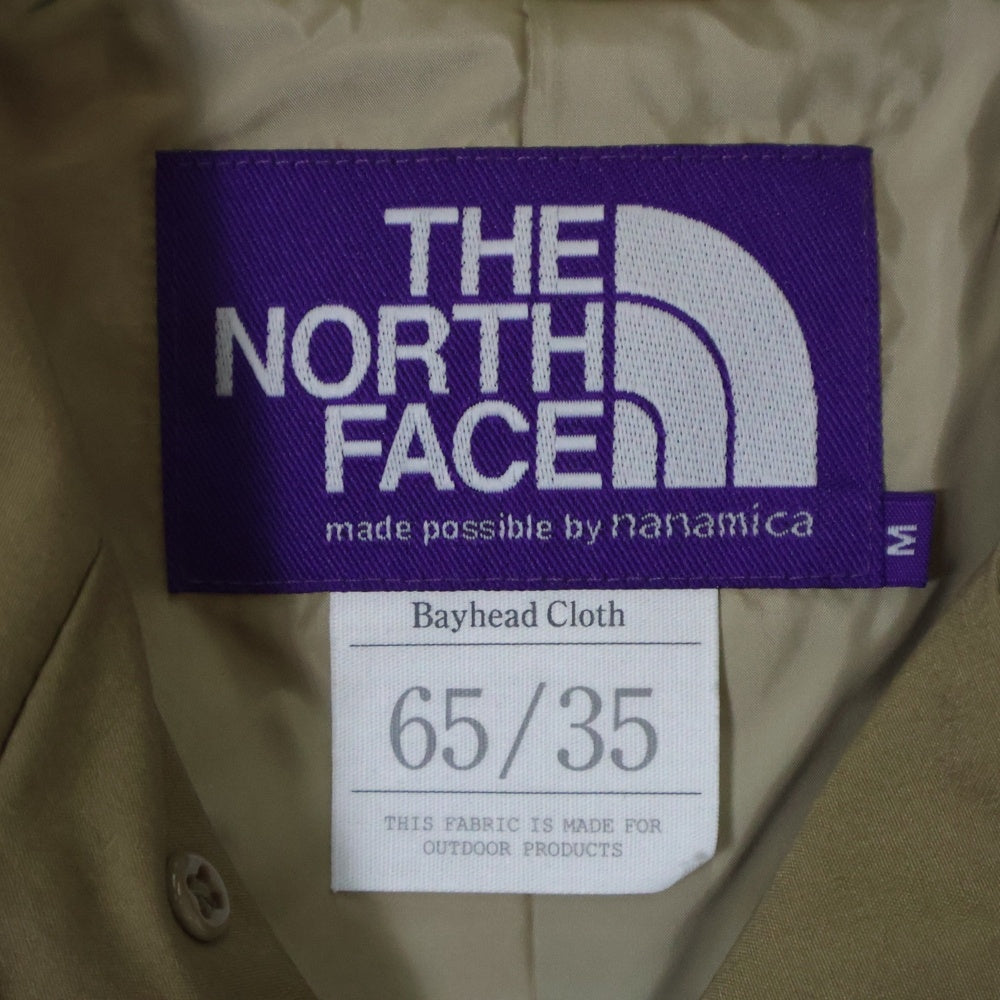 THE
NORTH
FACE
made possible by nanamica
M
Bayhead Cloth
65/35
THIS FABRIC IS MADE FOR
OUTDOOR PRODUCTS